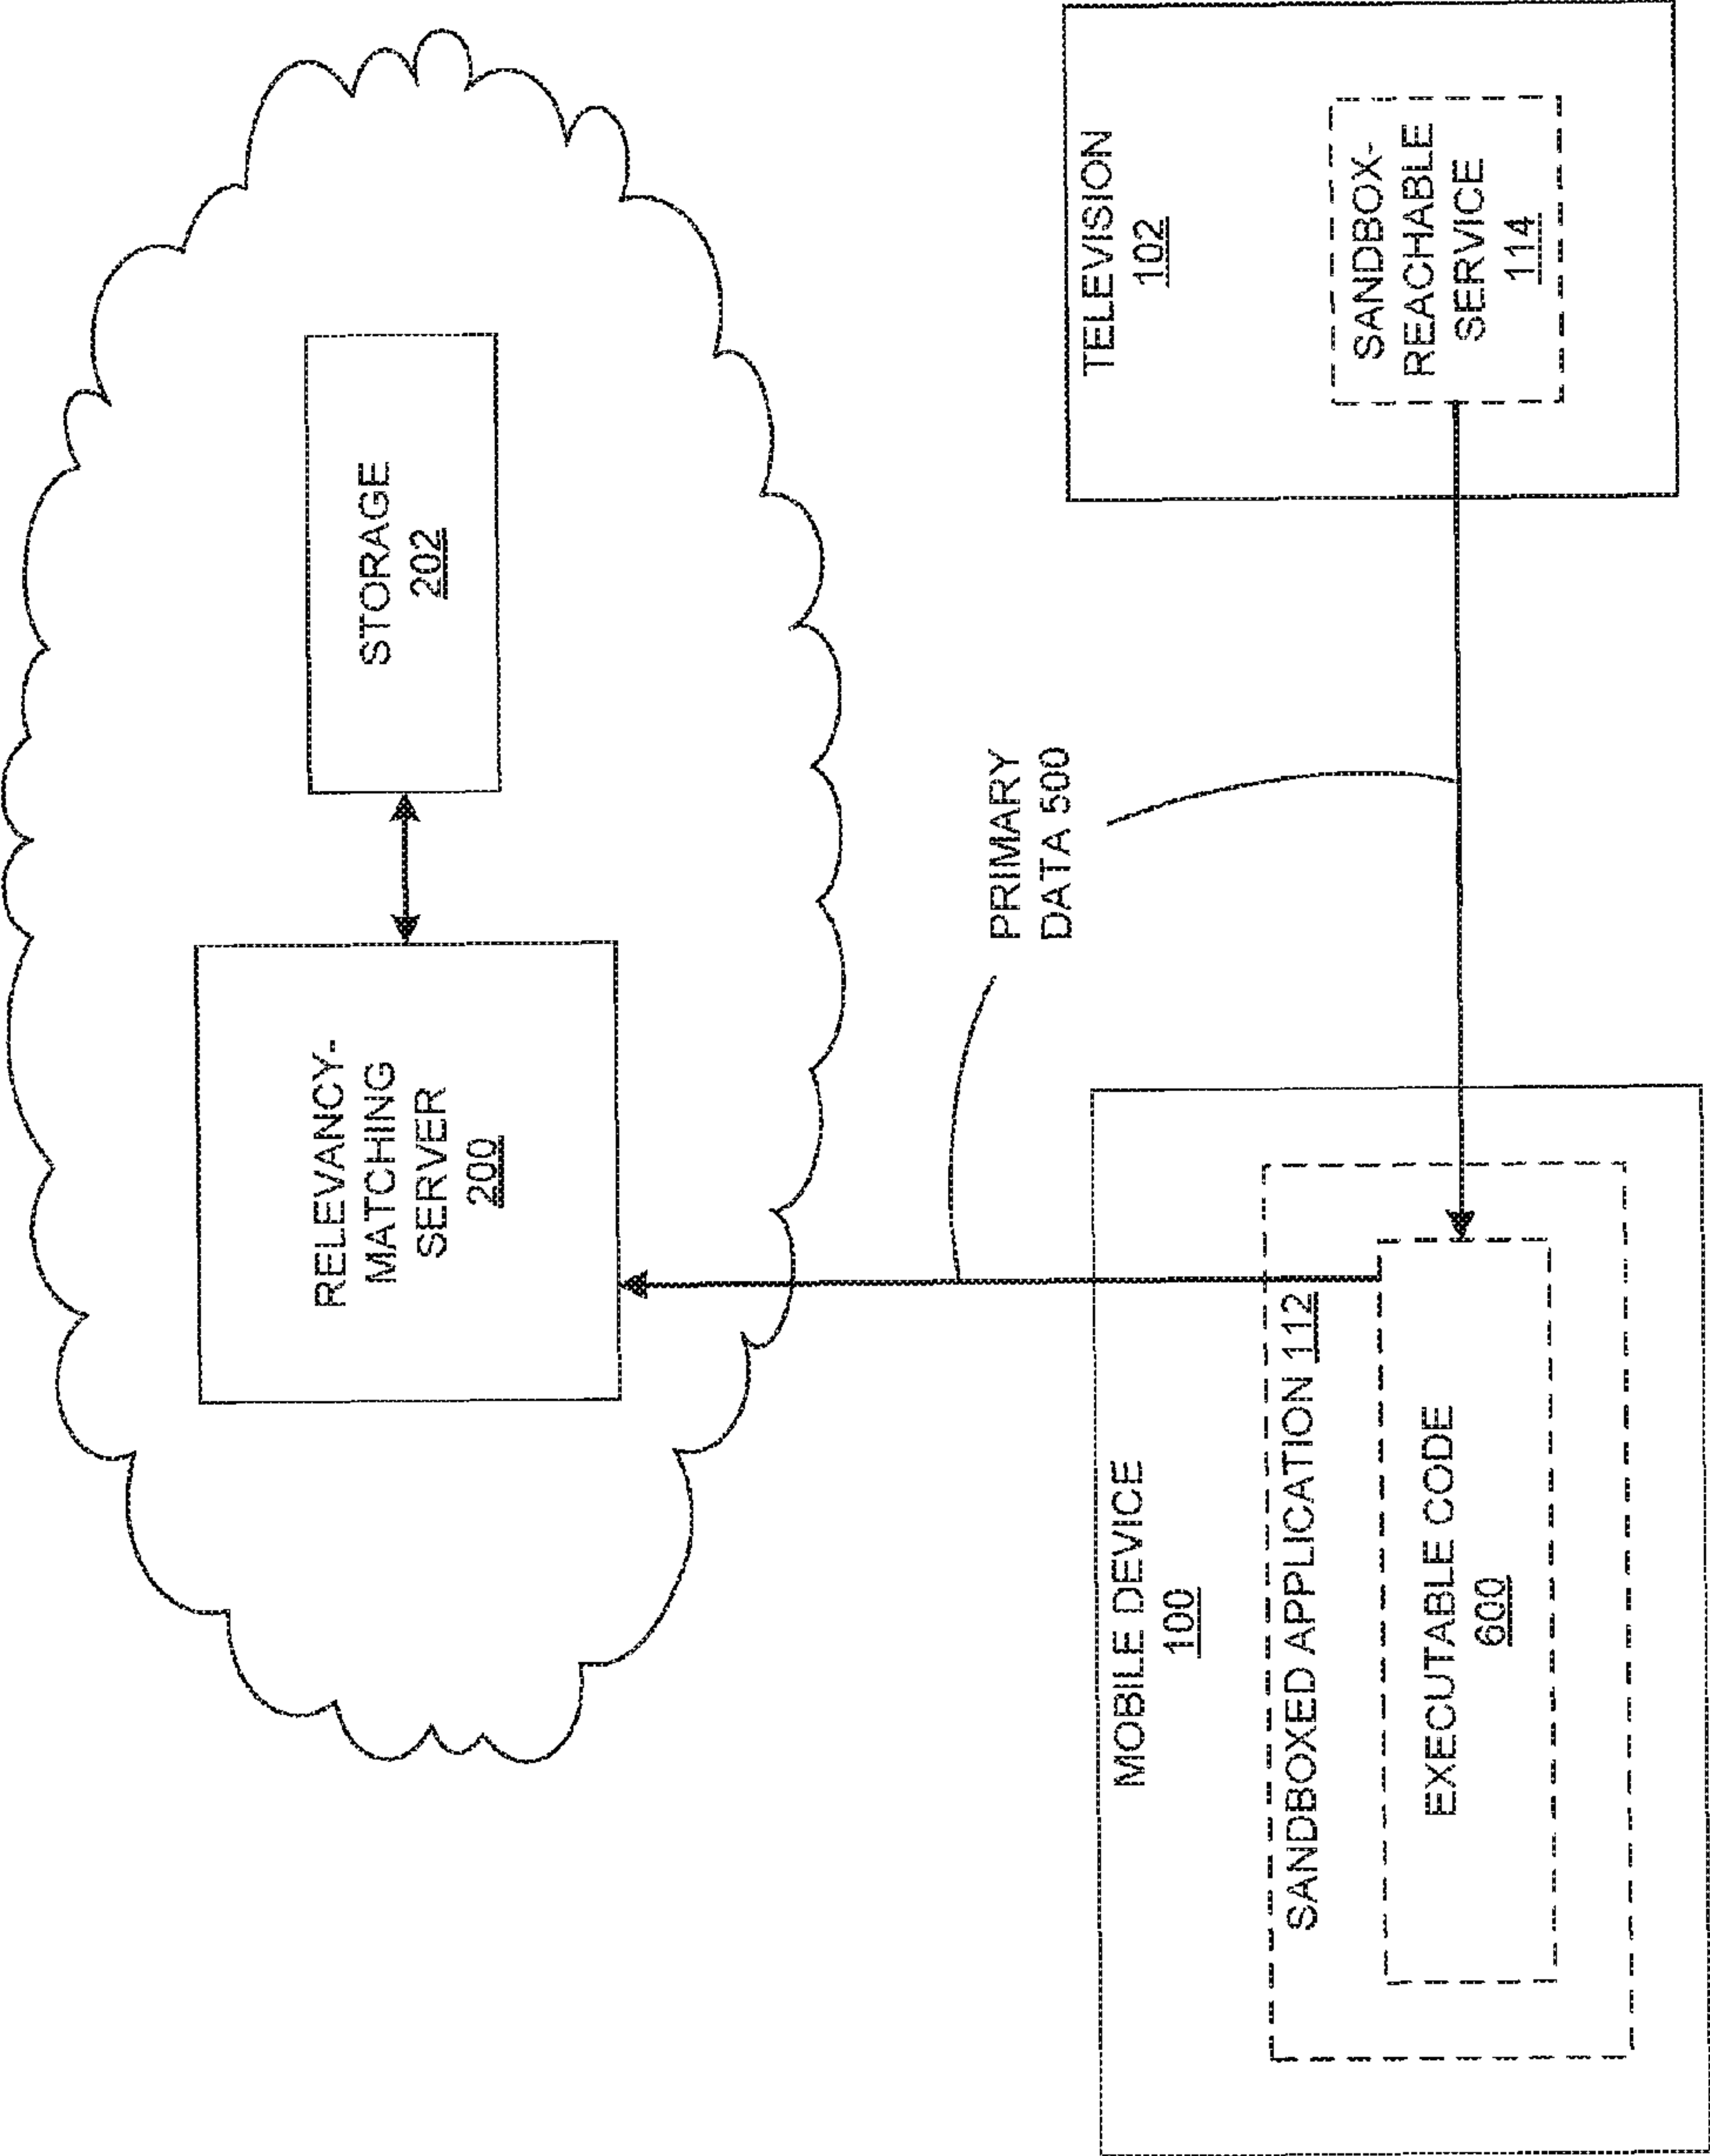 RELEVANCY-
MATCHING
SERVER
200
STORAGE
202
PRIMARY
DATA 500
MOBILE DEVICE
100
SANDBOXED APPLICATION 112
EXECUTABLE CODE
600
TELEVISION
102
SANDBOX-
REACHABLE
SERVICE
114